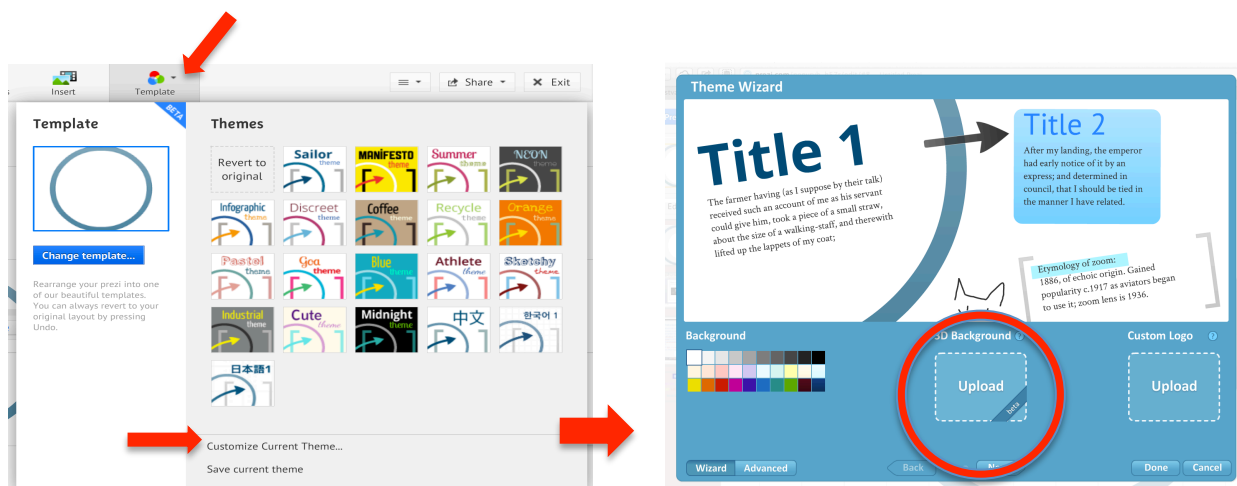 Insert
Template
Share
Exit
BETA
Template
Change template...
Rearrange your prezi into one
of our beautiful templates.
You can always revert to your
original layout by pressing
Undo.
Themes
Revert to
original
Sailor
theme
MANIFESTO
theme
Summer
theme
NEON
theme
Infographic
theme
Discreet
theme
Coffee
theme
Recycle
theme
Orange
theme
Pastel
theme
Goa
theme
Blue
theme
Athlete
theme
Sketchy
theme
Industrial
theme
Cute
theme
Midnight
theme
中文
한국어 1
日本語1
Customize Current Theme...
Save current theme
Theme Wizard
Title 1
The farmer having (as I suppose by their talk)
received such an account of me as his servant
could give him, took a piece of a small straw,
about the size of a walking-staff, and therewith
lifted up the lappets of my coat;
Title 2
After my landing, the emperor
had early notice of it by an
express; and determined in
council, that I should be tied in
the manner I have related.
Etymology of zoom:
1886, of echoic origin. Gained
popularity c.1917 as aviators began
to use it; zoom lens is 1936.
Background
3D Background ?
Custom Logo ?
Upload
beta
Upload
Wizard
Advanced
Back
Done
Cancel